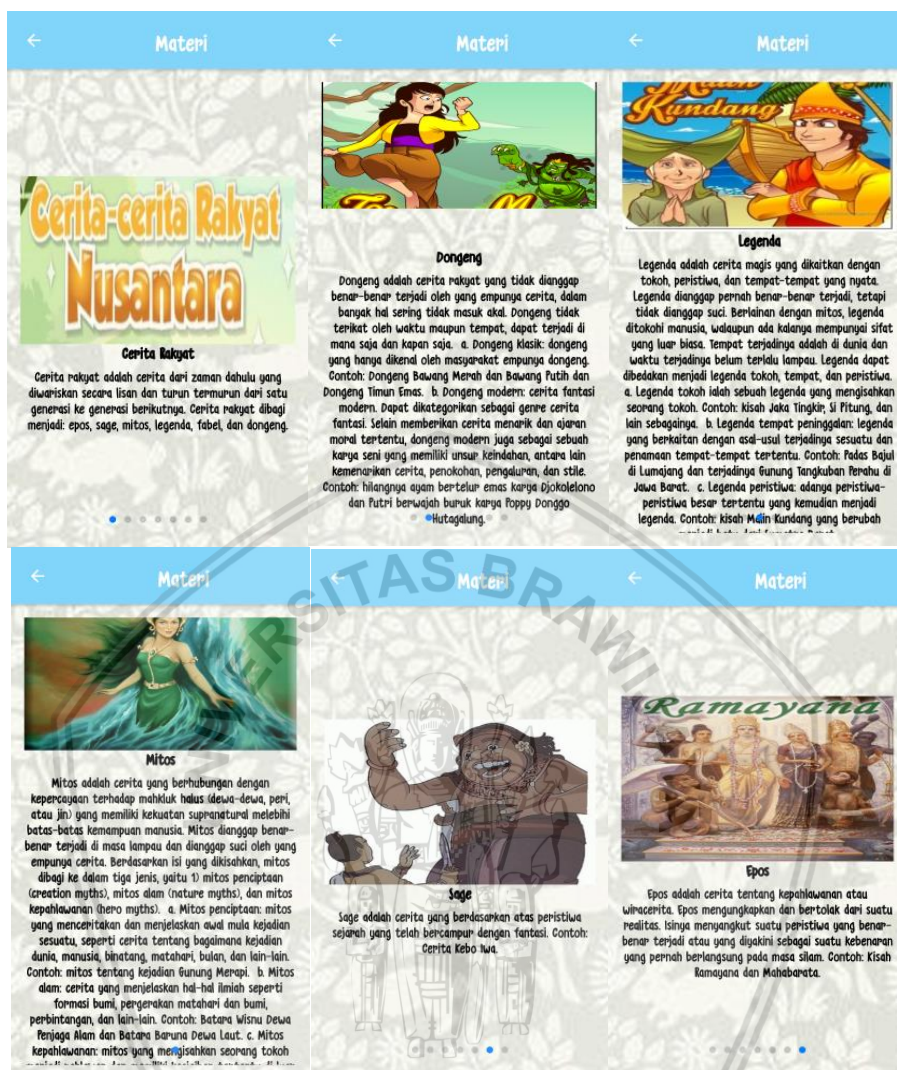 Materi
Cerita-cerita Rakyat
Nusantara
Cerita Rakyat
Cerita rakyat adalah cerita dari zaman dahulu yang
diwariskan secara lisan dan turun termurun dari satu
generasi ke generasi berikutnya. Cerita rakyat dibagi
menjadi: epos, sage, mitos, legenda, fabel, dan dongeng.
Materi
Dongeng
Dongeng adalah cerita rakyat yang tidak dianggap
benar-benar terjadi oleh yang empunya cerita, dalam
banyak hal sering tidak masuk akal. Dongeng tidak
terikat oleh waktu maupun tempat, dapat terjadi di
mana saja dan kapan saja. a. Dongeng klasik: dongeng
yang hanya dikenal oleh masyarakat empunya dongeng.
Contoh: Dongeng Bawang Merah dan Bawang Putih dan
Dongeng Timun Emas. b. Dongeng modern: cerita fantasi
modern. Dapat dikategorikan sebagai genre cerita
fantasi. Selain memberikan cerita menarik dan ajaran
moral tertentu, dongeng modern juga sebagai sebuah
karya seni yang memiliki unsur keindahan, antara lain
kemenarikan cerita, penokohan, pengaluran, dan stile.
Contoh: hilangnya ayam bertelur emas karya Djokolelono
dan Putri berwajah buruk karya Poppy Donggo
Hutagalung.
Materi
Malin
Kundang
Legenda
Legenda adalah cerita magis yang dikaitkan dengan
tokoh, peristiwa, dan tempat-tempat yang nyata.
Legenda dianggap pernah benar-benar terjadi, tetapi
tidak dianggap suci. Berlainan dengan mitos, legenda
ditokohi manusia, walaupun ada kalanya mempunyai sifat
yang luar biasa. Tempat terjadinya adalah di dunia dan
waktu terjadinya belum terlalu lampau. Legenda dapat
dibedakan menjadi legenda tokoh, tempat, dan peristiwa.
a. Legenda tokoh ialah sebuah legenda yang mengisahkan
seorang tokoh. Contoh: kisah Jaka Tingkir, Si Pitung, dan
lain sebagainya. b. Legenda tempat peninggalan: legenda
yang berkaitan dengan asal-usul terjadinya sesuatu dan
penamaan tempat-tempat tertentu. Contoh: Padas Bajul
di Lumajang dan terjadinya Gunung Tangkuban Perahu di
Jawa Barat. c. Legenda peristiwa: adanya peristiwa-
peristiwa besar tertentu yang kemudian menjadi
legenda. Contoh: kisah Malin Kundang yang berubah
menjadi batu dari Sumatra Barat
Materi
Mitos
Mitos adalah cerita yang berhubungan dengan
kepercayaan terhadap mahkluk halus (dewa-dewa, peri,
atau jin) yang memiliki kekuatan supranatural melebihi
batas-batas kemampuan manusia. Mitos dianggap benar-
benar terjadi di masa lampau dan dianggap suci oleh yang
empunya cerita. Berdasarkan isi yang dikisahkan, mitos
dibagi ke dalam tiga jenis, yaitu 1) mitos penciptaan
(creation myths), mitos alam (nature myths), dan mitos
kepahlawanan (hero myths). a. Mitos penciptaan: mitos
yang menceritakan dan menjelaskan awal mula kejadian
sesuatu, seperti cerita tentang bagaimana kejadian
dunia, manusia, binatang, matahari, bulan, dan lain-lain.
Contoh: mitos tentang kejadian Gunung Merapi. b. Mitos
alam: cerita yang menjelaskan hal-hal ilmiah seperti
formasi bumi, pergerakan matahari dan bumi,
perbintangan, dan lain-lain. Contoh: Batara Wisnu Dewa
Penjaga Alam dan Batara Baruna Dewa Laut. c. Mitos
kepahlawanan: mitos yang mengisahkan seorang tokoh
Materi
Sage
Sage adalah cerita yang berdasarkan atas peristiwa
sejarah yang telah bercampur dengan fantasi. Contoh:
Cerita Kebo Iwa.
Materi
Ramayana
Epos
Epos adalah cerita tentang kepahlawanan atau
wiracerita. Epos mengungkapkan dan bertolak dari suatu
realitas. Isinya menyangkut suatu peristiwa yang benar-
benar terjadi atau yang diyakini sebagai suatu kebenaran
yang pernah berlangsung pada masa silam. Contoh: Kisah
Ramayana dan Mahabarata.